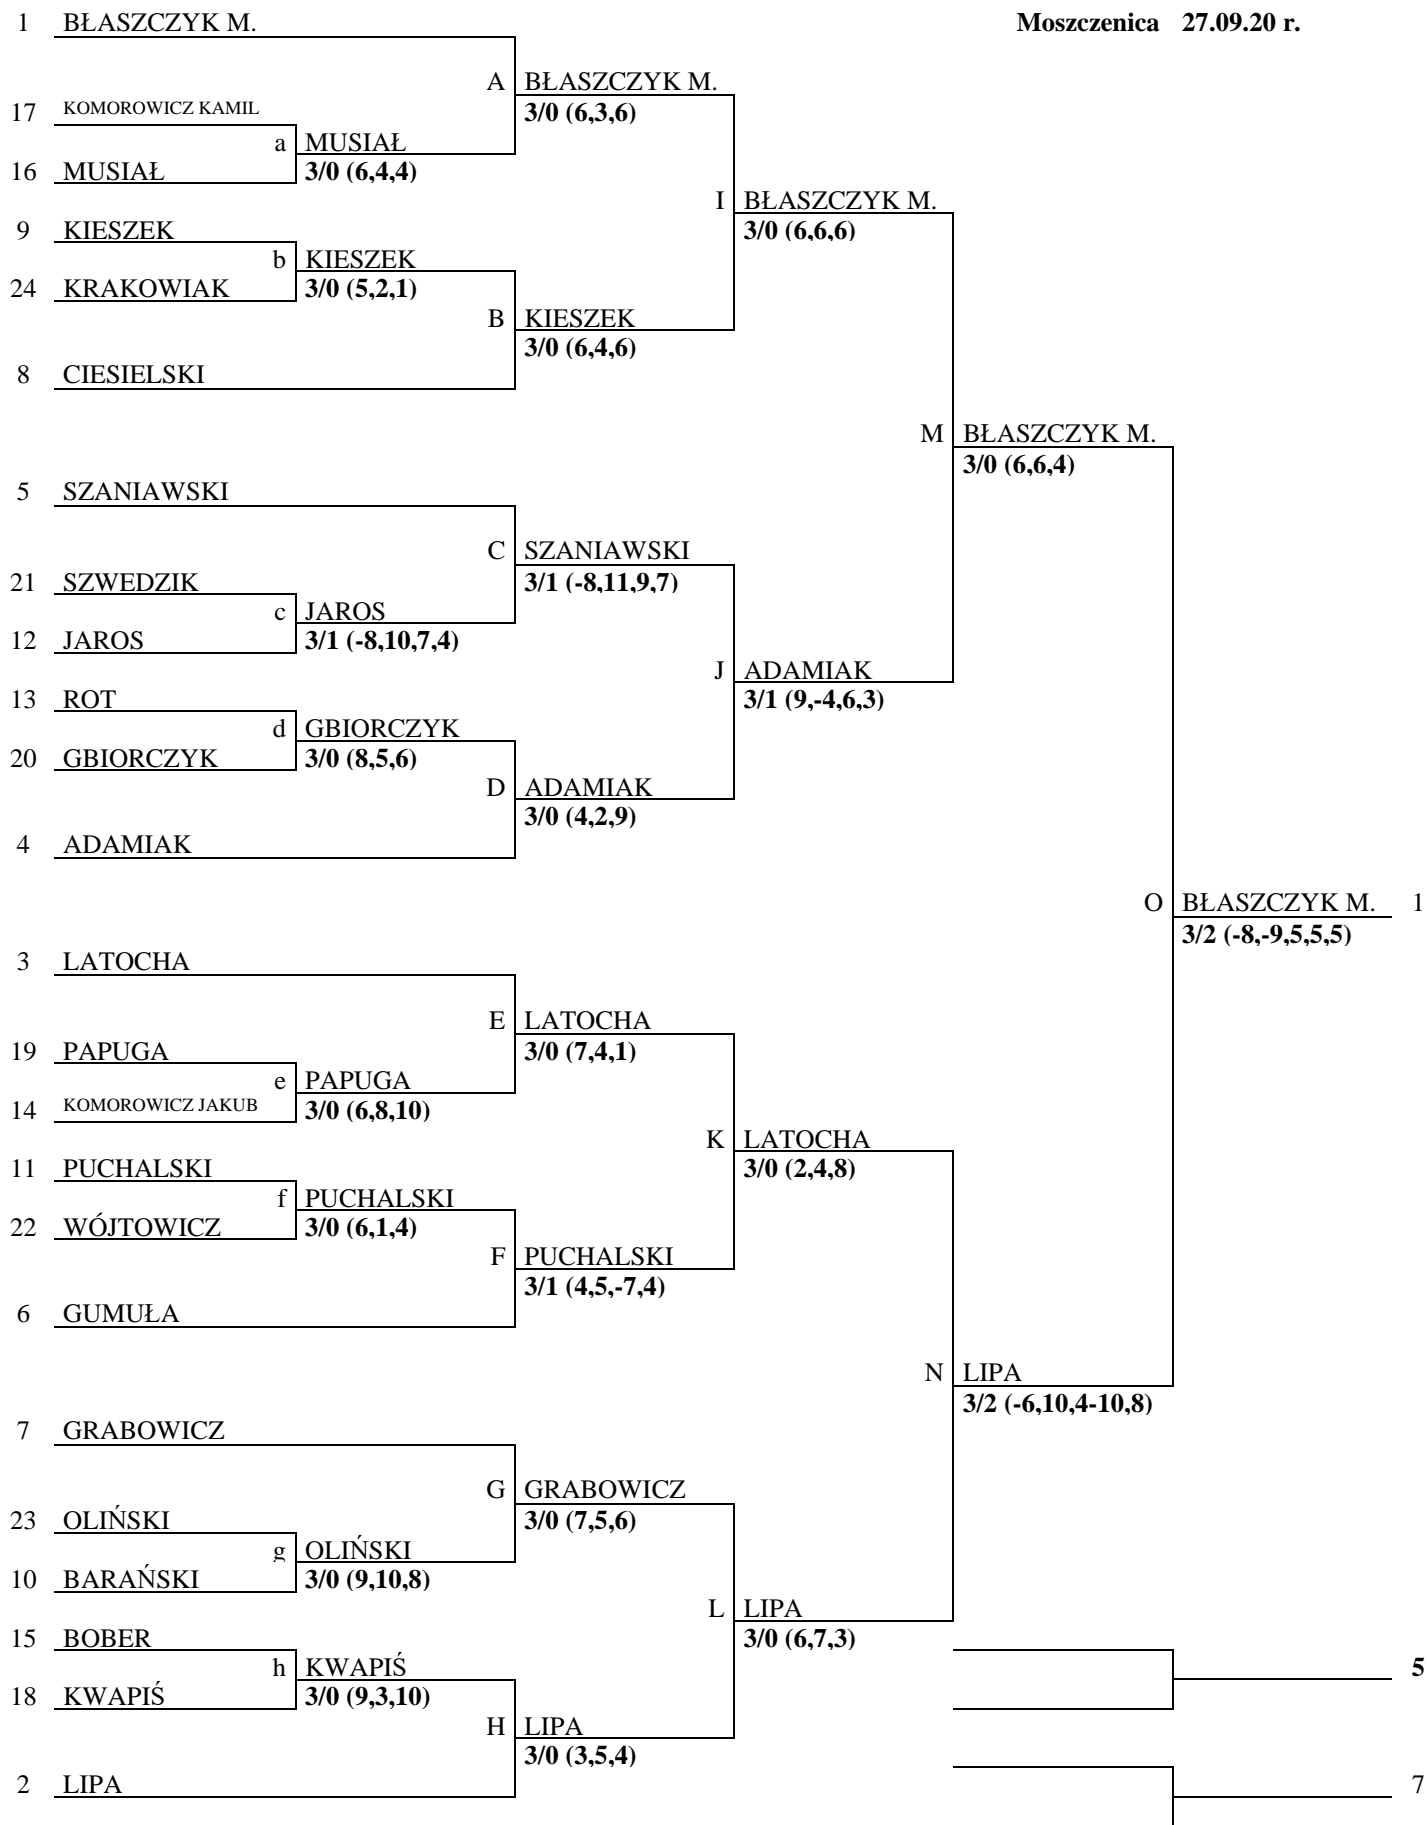 1 BŁASZCZYK M. Moszczenica 27.09.20 r.
A BŁASZCZYK M.
17 KOMOROWICZ KAMIL 3/0 (6,3,6)
a MUSIAŁ
16 MUSIAŁ 3/0 (6,4,4)
I BŁASZCZYK M.
9 KIESZEK 3/0 (6,6,6)
b KIESZEK
24 KRAKOWIAK 3/0 (5,2,1)
B KIESZEK
3/0 (6,4,6)
8 CIESIELSKI
M BŁASZCZYK M.
3/0 (6,6,4)
5 SZANIAWSKI
C SZANIAWSKI
21 SZWEDZIK 3/1 (-8,11,9,7)
c JAROS
12 JAROS 3/1 (-8,10,7,4)
J ADAMIAK
13 ROT 3/1 (9,-4,6,3)
d GBIORCZYK
20 GBIORCZYK 3/0 (8,5,6)
D ADAMIAK
3/0 (4,2,9)
4 ADAMIAK
O BŁASZCZYK M. 1
3/2 (-8,-9,5,5,5)
3 LATOCHA
E LATOCHA
19 PAPUGA 3/0 (7,4,1)
e PAPUGA
14 KOMOROWICZ JAKUB 3/0 (6,8,10)
K LATOCHA
11 PUCHALSKI 3/0 (2,4,8)
f PUCHALSKI
22 WÓJTOWICZ 3/0 (6,1,4)
F PUCHALSKI
3/1 (4,5,-7,4)
6 GUMUŁA
N LIPA
3/2 (-6,10,4-10,8)
7 GRABOWICZ
G GRABOWICZ
23 OLIŃSKI 3/0 (7,5,6)
g OLIŃSKI
10 BARAŃSKI 3/0 (9,10,8)
L LIPA
15 BOBER 3/0 (6,7,3)
h KWAPIŚ 5
18 KWAPIŚ 3/0 (9,3,10)
H LIPA
3/0 (3,5,4)
2 LIPA 7